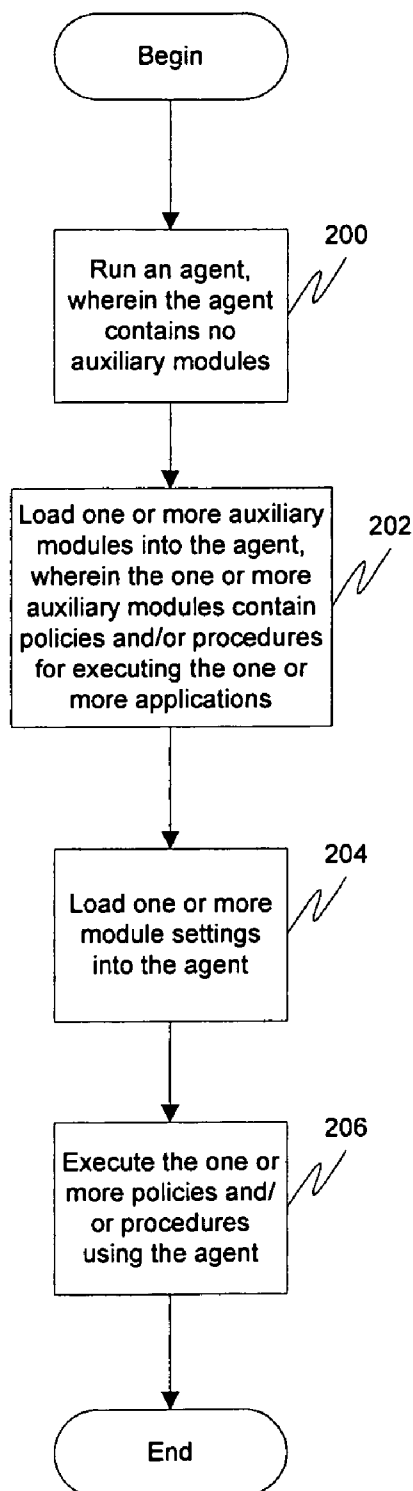 Begin
200
Run an agent,
wherein the agent
contains no
auxiliary modules
202
Load one or more auxiliary
modules into the agent,
wherein the one or more
auxiliary modules contain
policies and/or procedures
for executing the one or
more applications
204
Load one or more
module settings
into the agent
206
Execute the one or
more policies and/
or procedures
using the agent
End